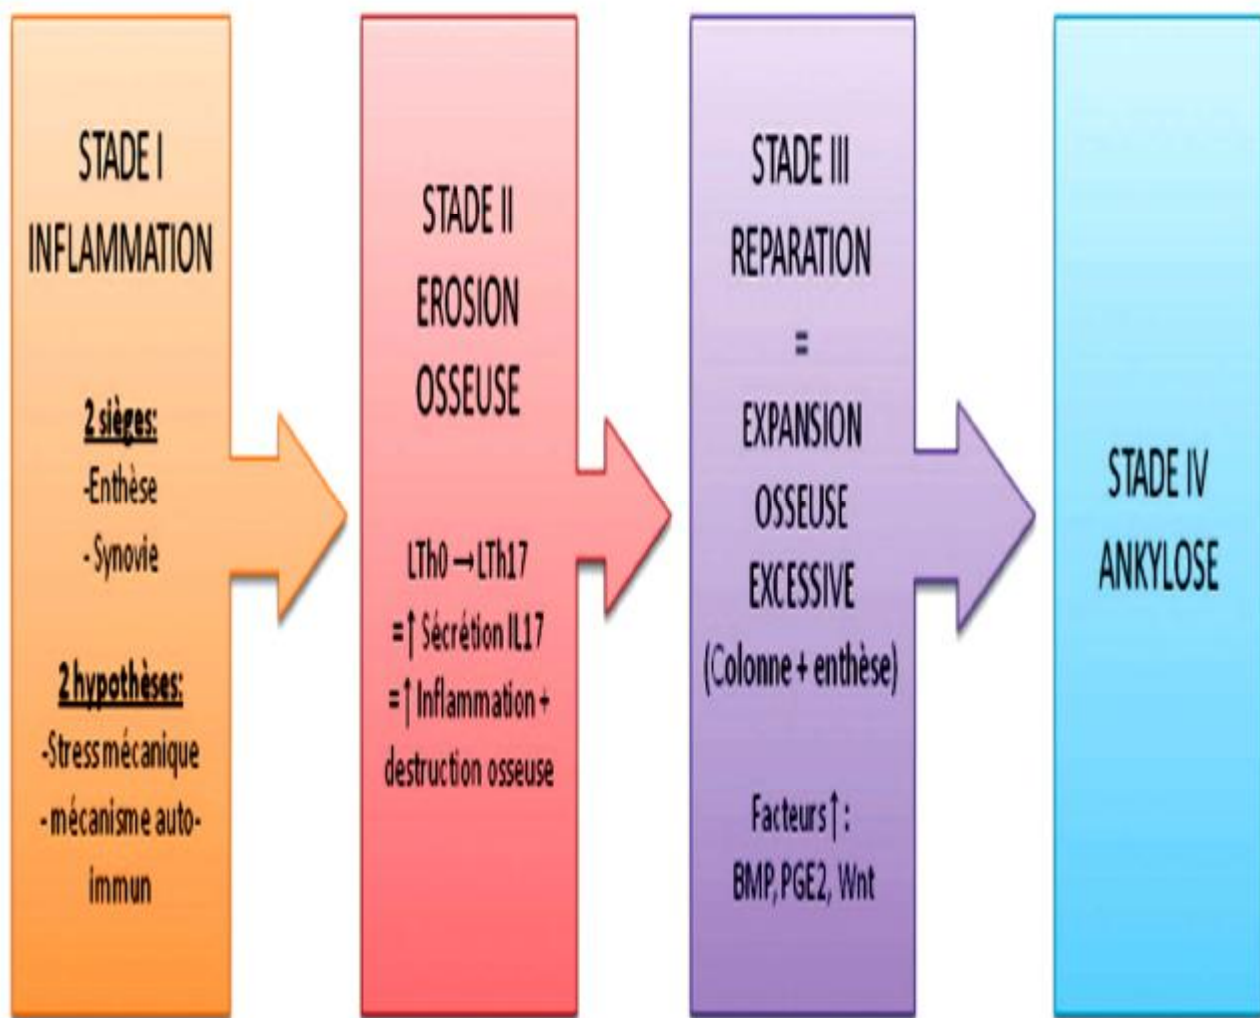 STADE I
INFLAMMATION
2 sièges:
-Enthèse
- Synovie
2 hypothèses:
-Stress mécanique
- mécanisme auto-
immun
STADE II
EROSION
OSSEUSE
LTh0 → LTh17
=↑ Sécrétion IL17
=↑ Inflammation +
destruction osseuse
STADE III
REPARATION
=
EXPANSION
OSSEUSE
EXCESSIVE
(Colonne + enthèse)
Facteurs↑ :
BMP, PGE2, Wnt
STADE IV
ANKYLOSE